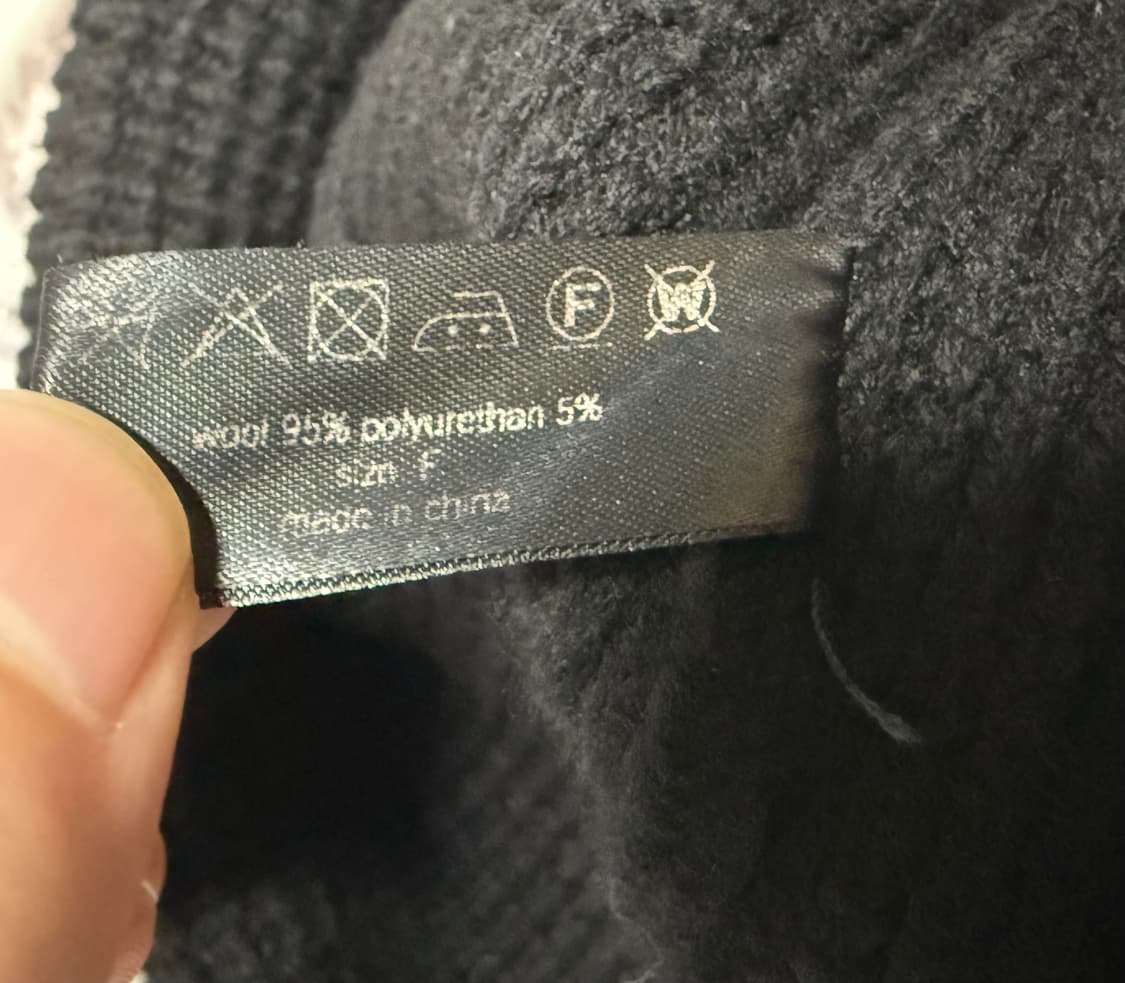 F W
wool 95% polyurethan 5%
size F
made in china